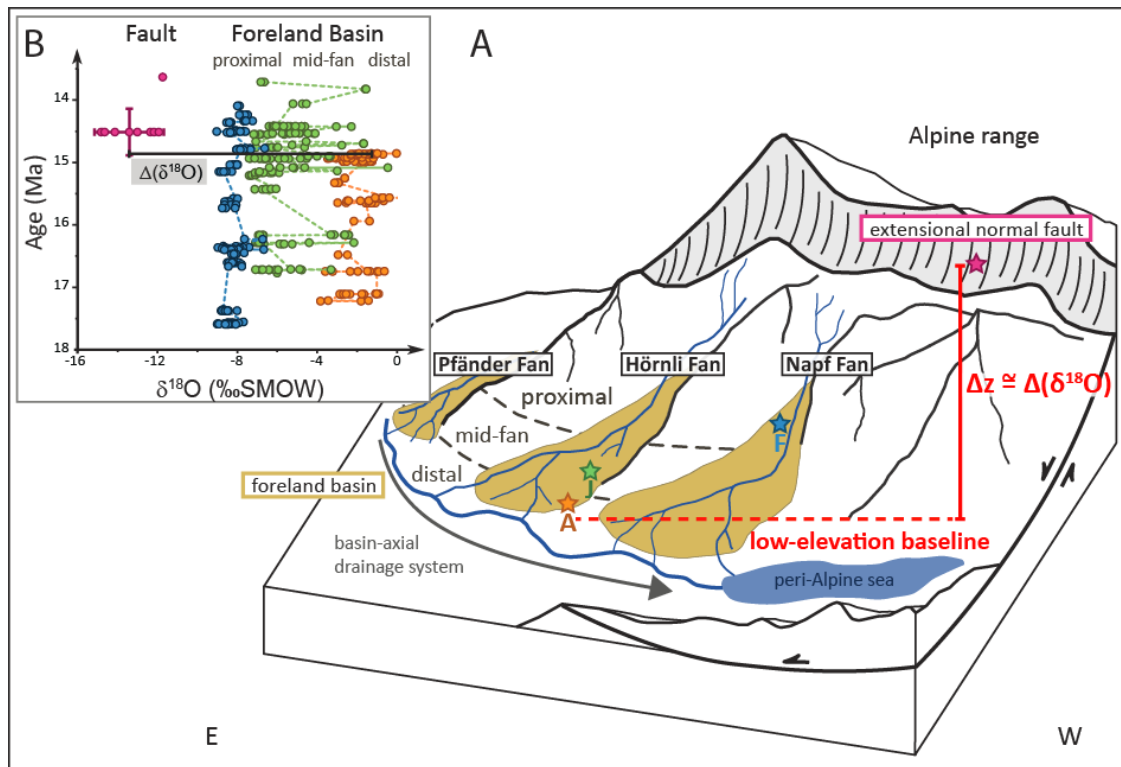 B
Fault
Foreland Basin
proximal mid-fan distal
14
15
16
17
18
Age (Ma)
Δ(δ¹⁸O)
-16 -12 -8 -4 0
δ¹⁸O (‰SMOW)
A
Alpine range
extensional normal fault
Pfänder Fan
Hörnli Fan
Napf Fan
Δz ≅ Δ(δ¹⁸O)
proximal
mid-fan
distal
F
J
A
foreland basin
low-elevation baseline
basin-axial
drainage system
peri-Alpine sea
E
W